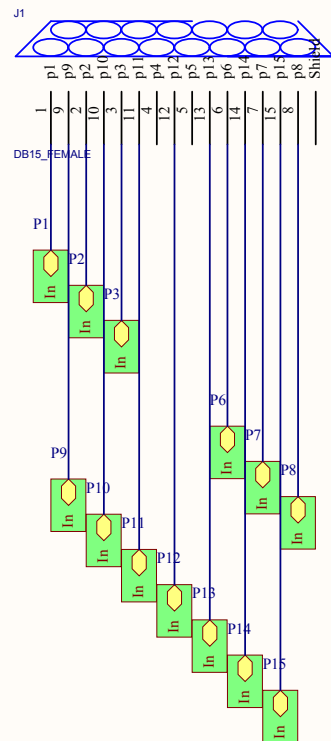 J1
p1
p9
p2
p10
p3
p11
p4
p12
p5
p13
p6
p14
p7
p15
p8
Shield
1
9
2
10
3
11
4
12
5
13
6
14
7
15
8
DB15_FEMALE
P1
In
P2
In
P3
In
P6
In
P7
In
P8
In
P9
In
P10
In
P11
In
P12
In
P13
In
P14
In
P15
In